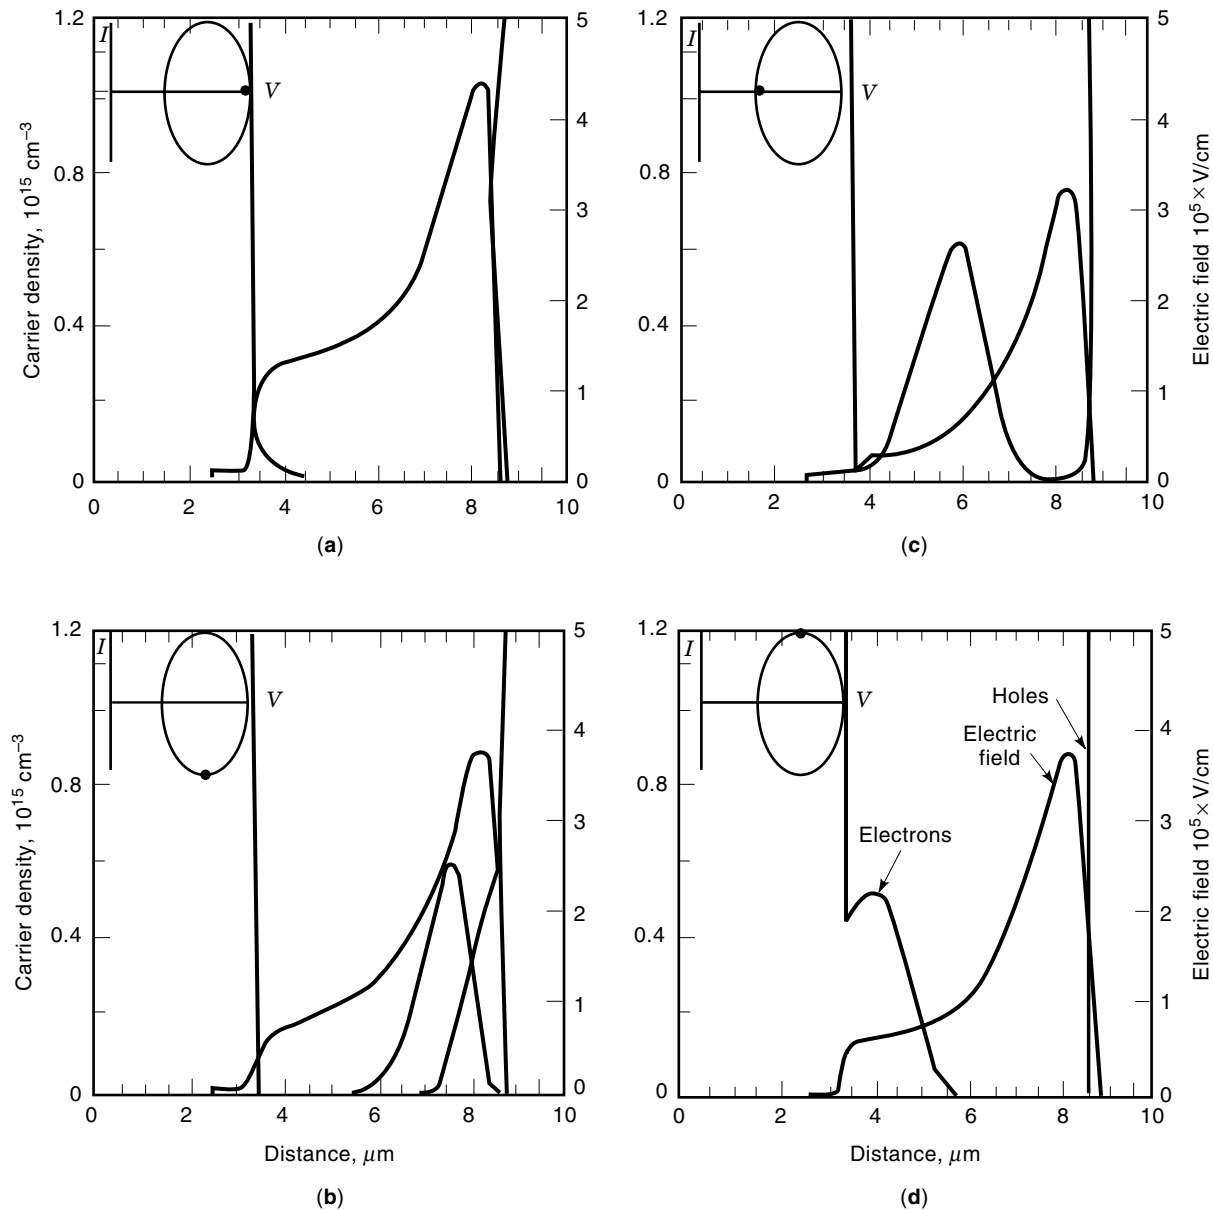 1.2
0.8
0.4
0
Carrier density, 10¹⁵ cm⁻³
I
V
5
4
3
2
1
0
0 2 4 6 8 10
(a)
1.2
0.8
0.4
0
I
V
5
4
3
2
1
0
Electric field 10⁵× V/cm
0 2 4 6 8 10
(c)
1.2
0.8
0.4
0
Carrier density, 10¹⁵ cm⁻³
I
V
5
4
3
2
1
0
0 2 4 6 8 10
Distance, μm
(b)
1.2
0.8
0.4
0
I
V
Holes
Electric
field
Electrons
5
4
3
2
1
0
Electric field 10⁵× V/cm
0 2 4 6 8 10
Distance, μm
(d)